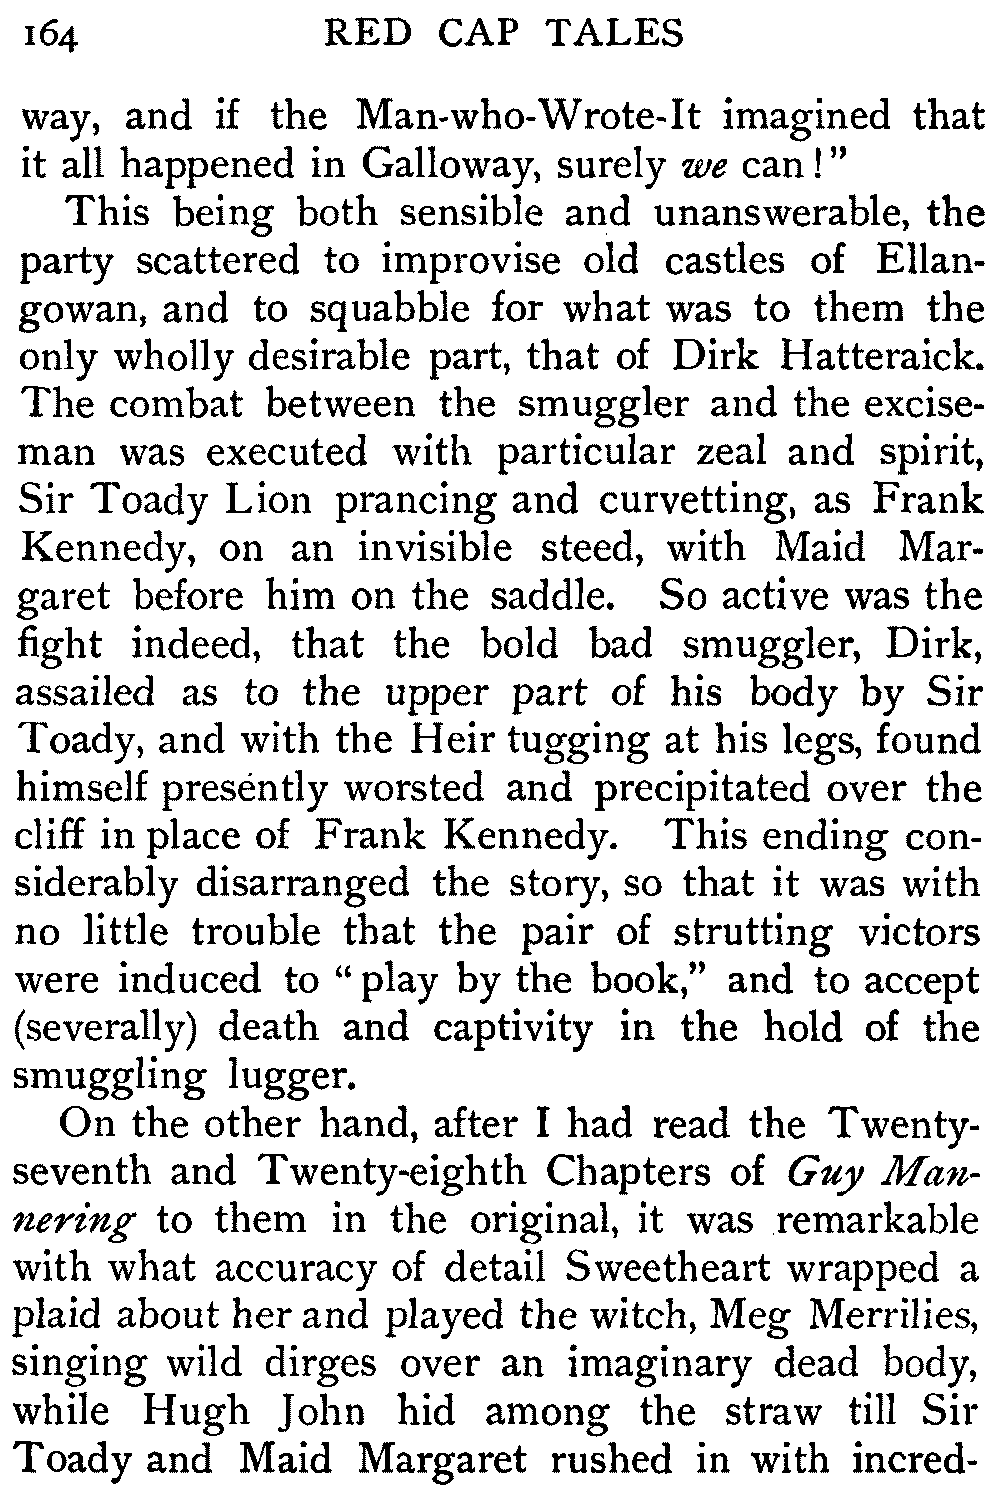 164 RED CAP TALES
way, and if the Man-who-Wrote-It imagined that
it all happened in Galloway, surely we can!”
This being both sensible and unanswerable, the
party scattered to improvise old castles of Ellan-
gowan, and to squabble for what was to them the
only wholly desirable part, that of Dirk Hatteraick.
The combat between the smuggler and the excise-
man was executed with particular zeal and spirit,
Sir Toady Lion prancing and curvetting, as Frank
Kennedy, on an invisible steed, with Maid Mar-
garet before him on the saddle. So active was the
fight indeed, that the bold bad smuggler, Dirk,
assailed as to the upper part of his body by Sir
Toady, and with the Heir tugging at his legs, found
himself presently worsted and precipitated over the
cliff in place of Frank Kennedy. This ending con-
siderably disarranged the story, so that it was with
no little trouble that the pair of strutting victors
were induced to “play by the book,” and to accept
(severally) death and captivity in the hold of the
smuggling lugger.
On the other hand, after I had read the Twenty-
seventh and Twenty-eighth Chapters of Guy Man-
nering to them in the original, it was remarkable
with what accuracy of detail Sweetheart wrapped a
plaid about her and played the witch, Meg Merrilies,
singing wild dirges over an imaginary dead body,
while Hugh John hid among the straw till Sir
Toady and Maid Margaret rushed in with incred-